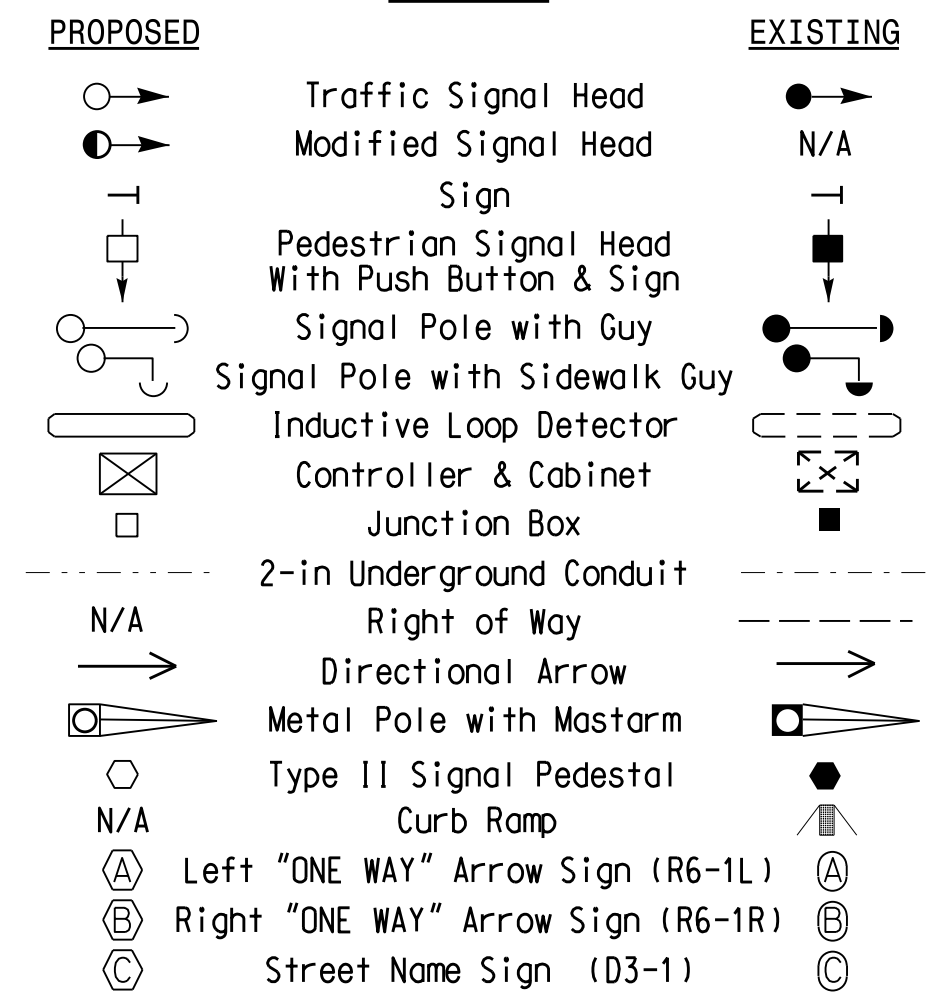 PROPOSED EXISTING
Traffic Signal Head
Modified Signal Head N/A
Sign
Pedestrian Signal Head
With Push Button & Sign
Signal Pole with Guy
Signal Pole with Sidewalk Guy
Inductive Loop Detector
Controller & Cabinet
Junction Box
2-in Underground Conduit
N/A Right of Way
Directional Arrow
Metal Pole with Mastarm
Type II Signal Pedestal
N/A Curb Ramp
A Left "ONE WAY" Arrow Sign (R6-1L) A
B Right "ONE WAY" Arrow Sign (R6-1R) B
C Street Name Sign (D3-1) C